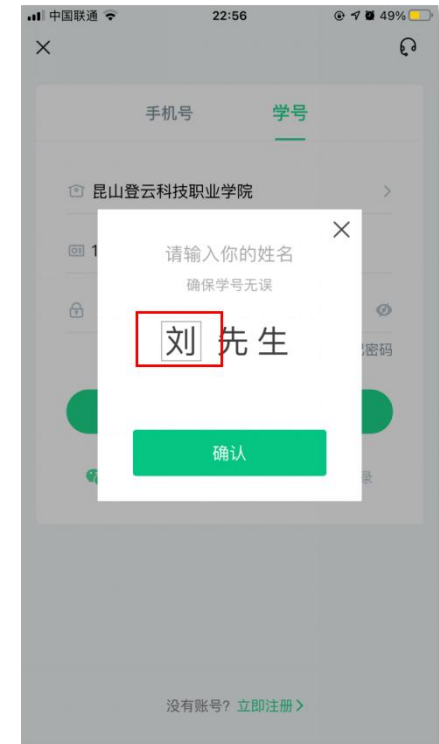 中国联通 22:56 49%
手机号 学号
昆山登云科技职业学院
1
请输入你的姓名
确保学号无误
刘先生
密码
确认
录
没有账号? 立即注册>